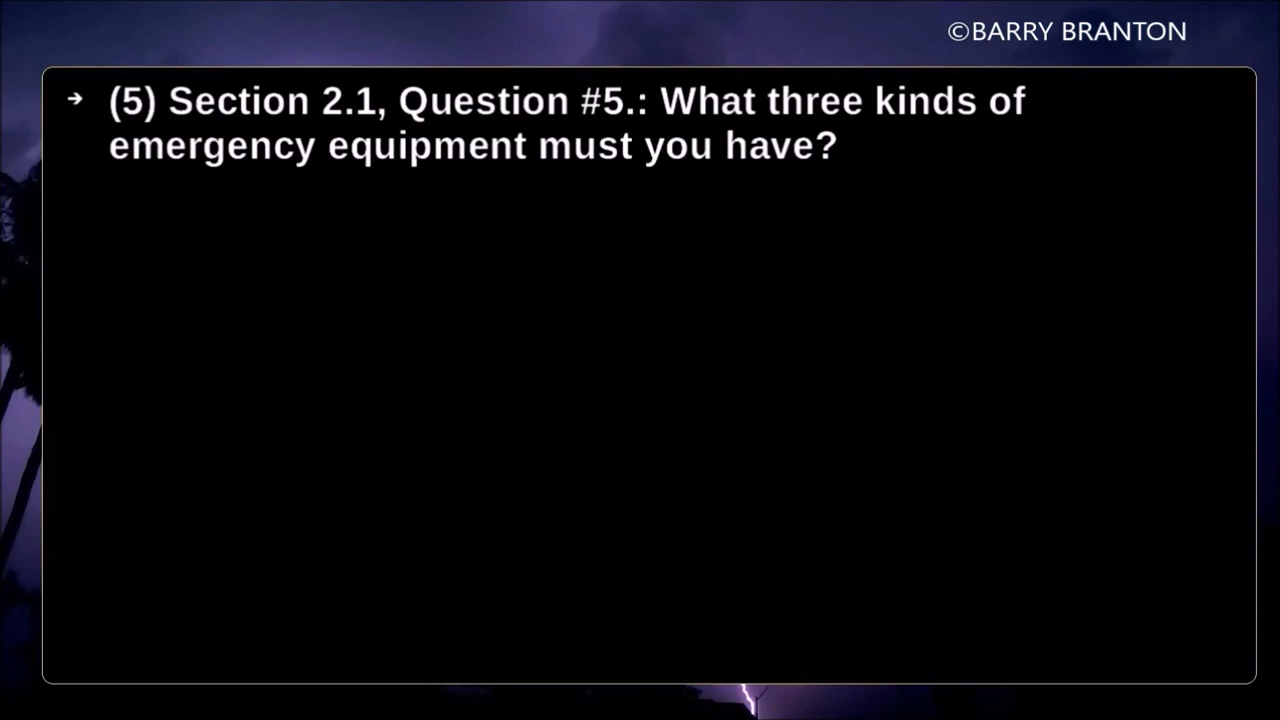 ©BARRY BRANTON
➔ (5) Section 2.1, Question #5.: What three kinds of
emergency equipment must you have?